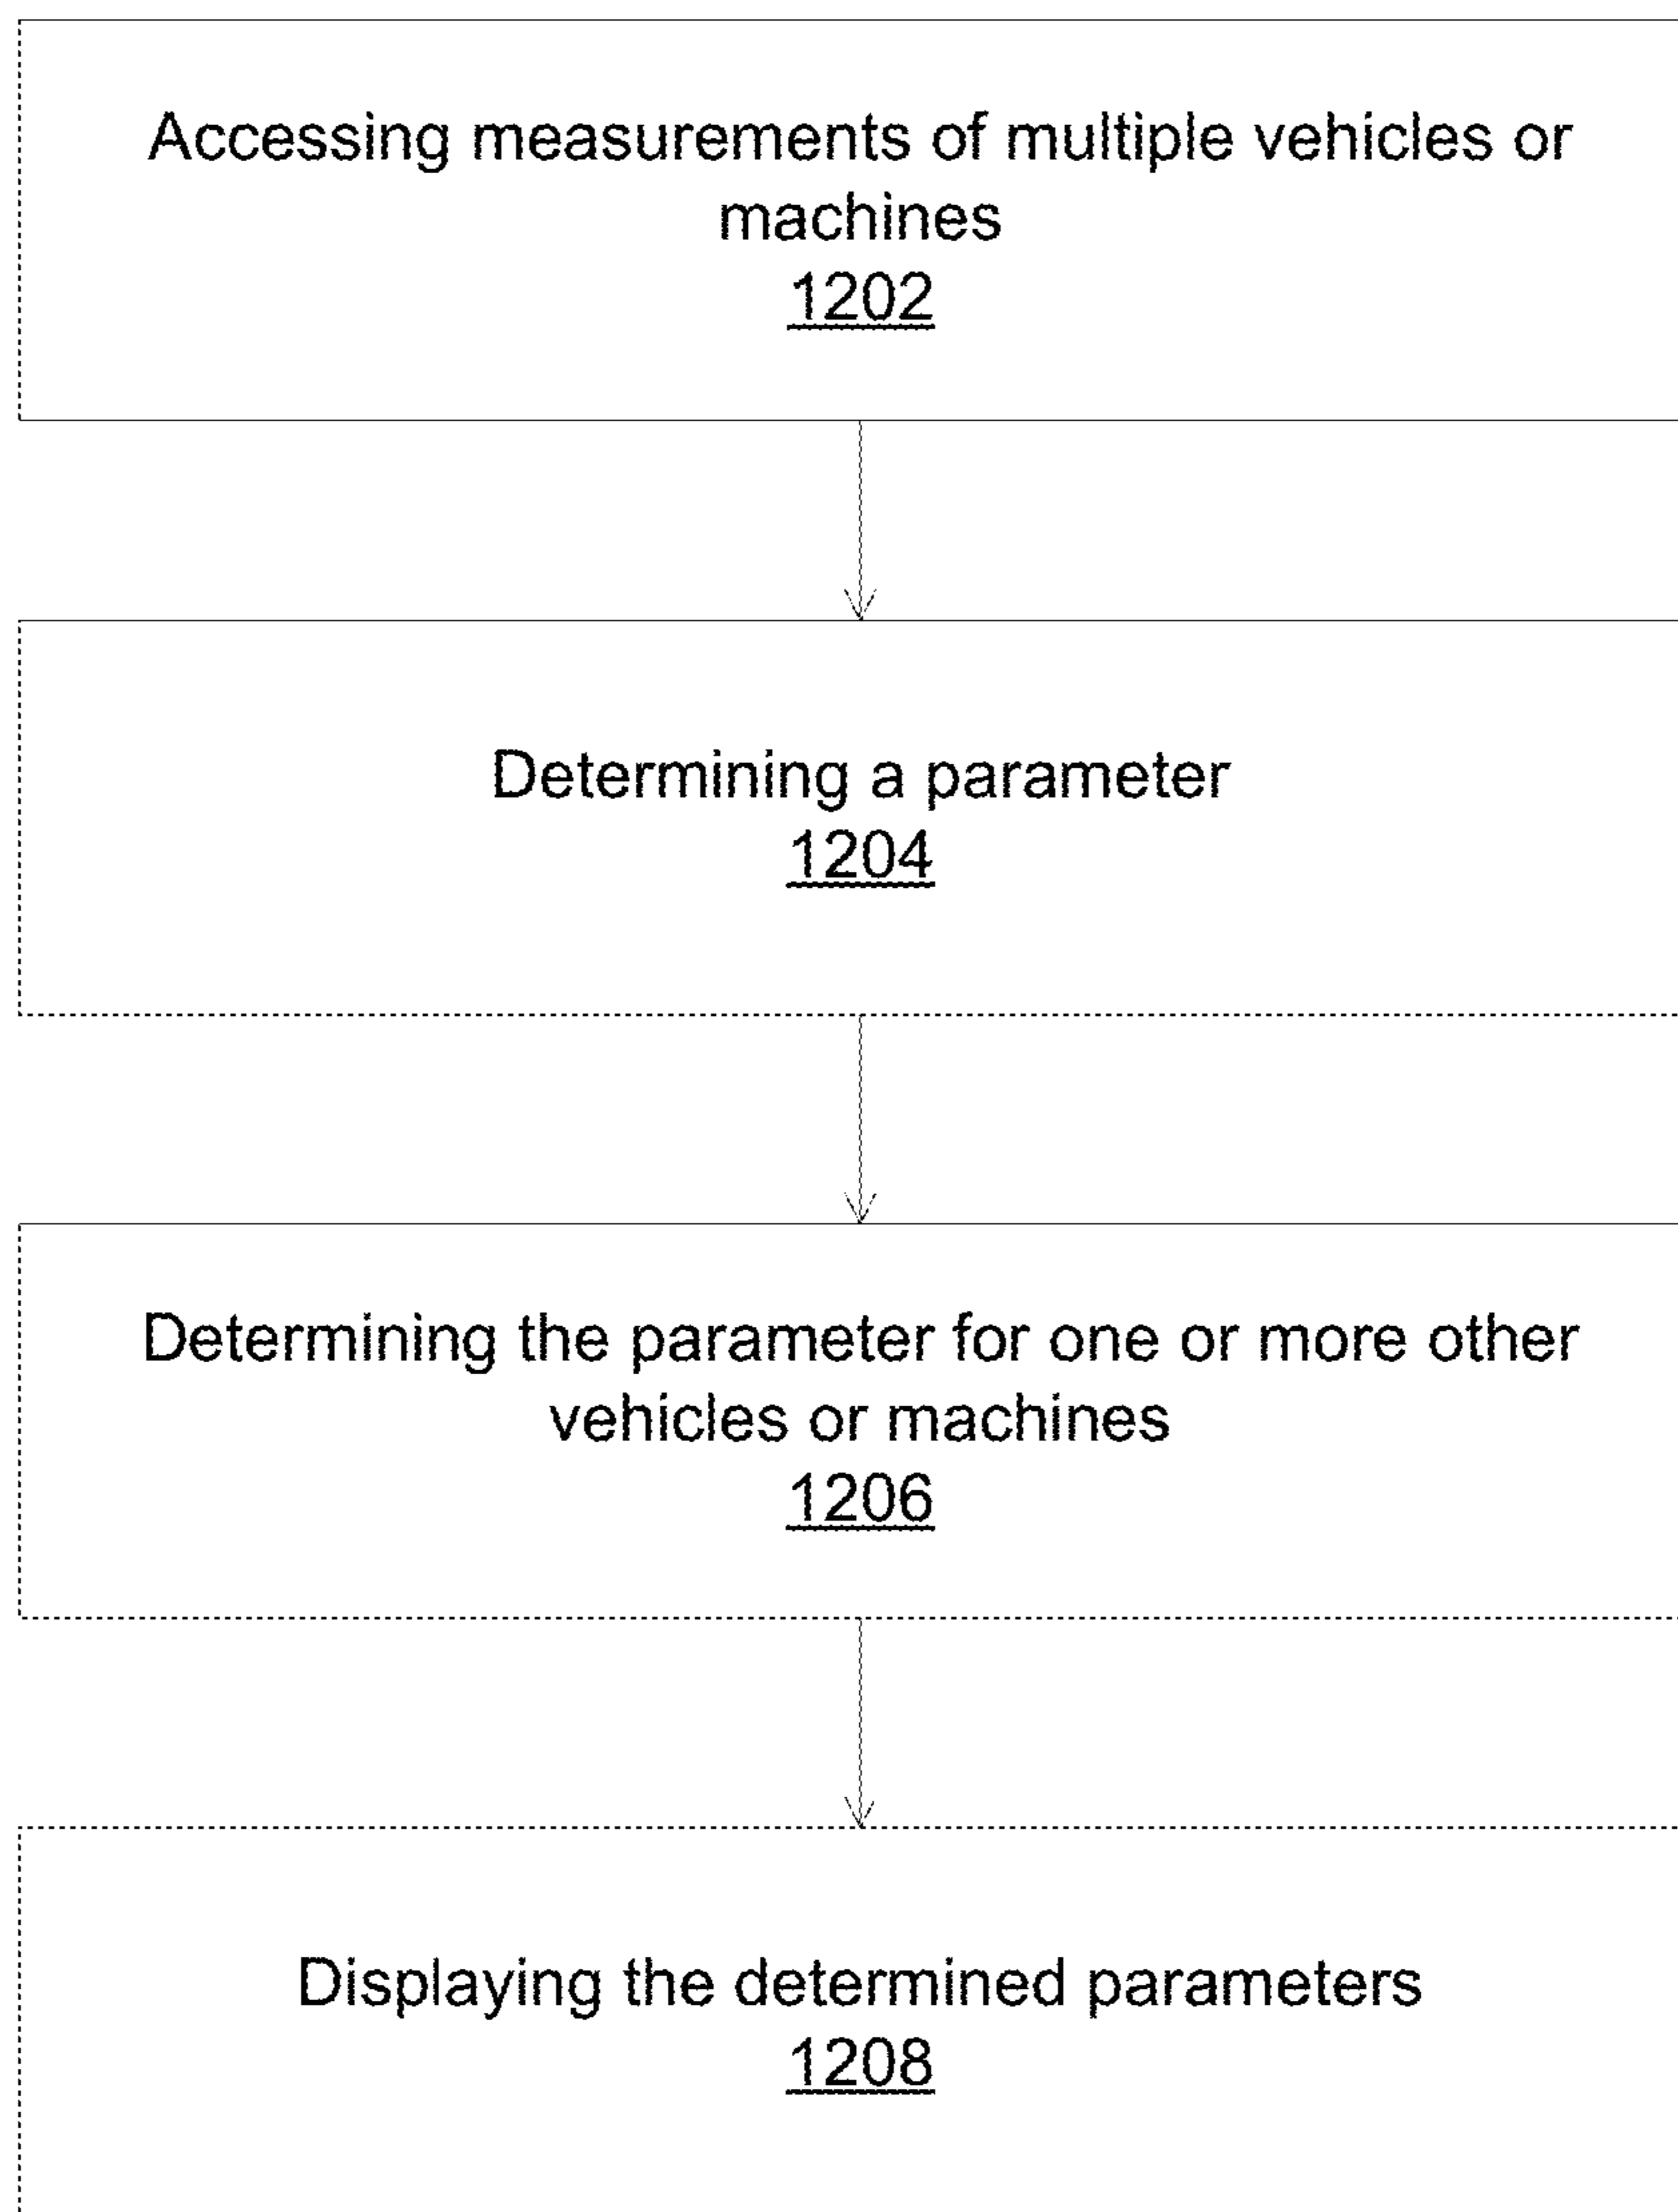 Accessing measurements of multiple vehicles or
machines
1202
Determining a parameter
1204
Determining the parameter for one or more other
vehicles or machines
1206
Displaying the determined parameters
1208